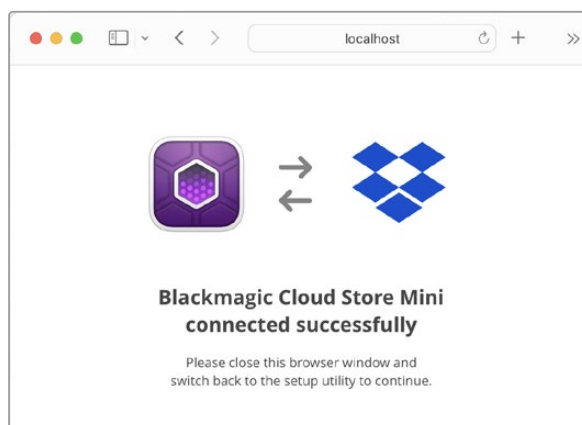 localhost
Blackmagic Cloud Store Mini
connected successfully
Please close this browser window and
switch back to the setup utility to continue.